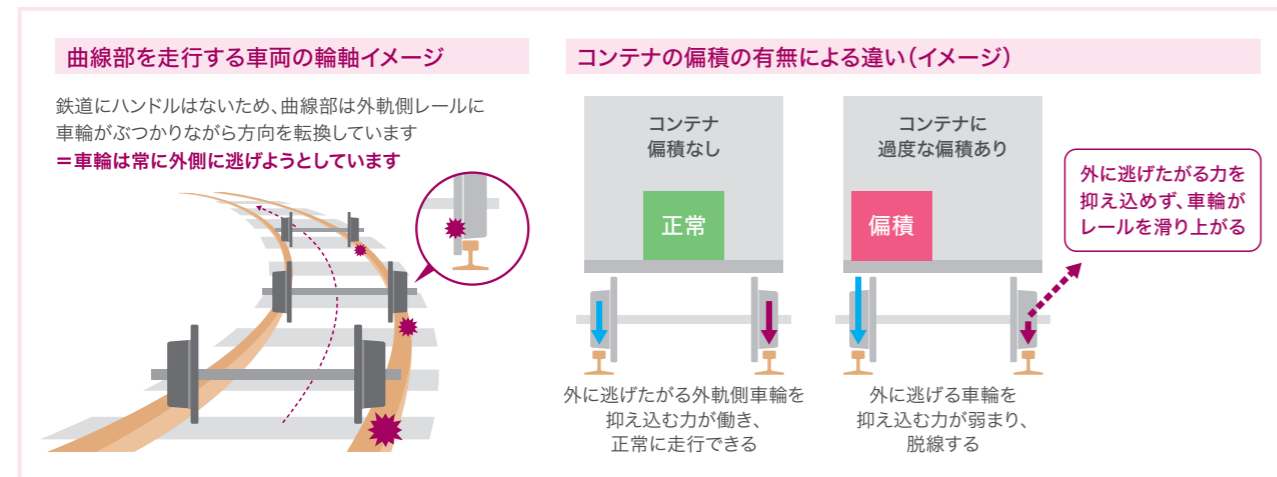 曲線部を走行する車両の輪軸イメージ
鉄道にハンドルはないため、曲線部は外軌側レールに
車輪がぶつかりながら方向を転換しています
＝車輪は常に外側に逃げようとしています
コンテナの偏積の有無による違い（イメージ）
コンテナ
偏積なし
正常
外に逃げたがる外軌側車輪を
抑え込む力が働き、
正常に走行できる
コンテナに
過度な偏積あり
偏積
外に逃げたがる力を
抑え込めず、車輪が
レールを滑り上がる
外に逃げる車輪を
抑え込む力が弱まり、
脱線する